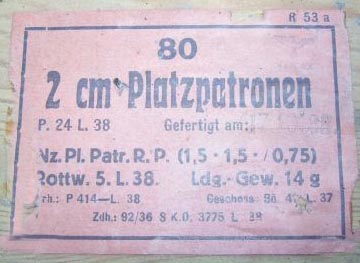 R 53 a
80
2 cm Platzpatronen
P. 24 L. 38 Gefertigt am:
Nz. Pl. Patr. R. P. (1,5 · 1,5 · / 0,75)
Rottw. 5. L. 38. Ldg.- Gew. 14 g
P 414—L. 38 Geschoss: L. 37
Zdh.: 92/36 S.K.D. 3775 L. 38